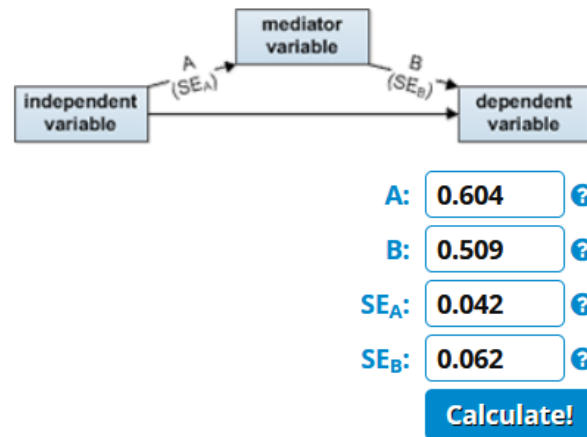 mediator
variable
A
(SEA)
B
(SEB)
independent
variable
dependent
variable
A: 0.604 ?
B: 0.509 ?
SEA: 0.042 ?
SEB: 0.062 ?
Calculate!